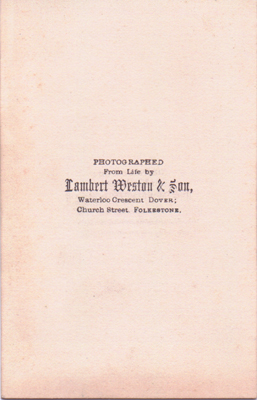 PHOTOGRAPHED
From Life by
Lambert Weston & Son,
Waterloo Crescent DOVER;
Church Street FOLKESTONE.